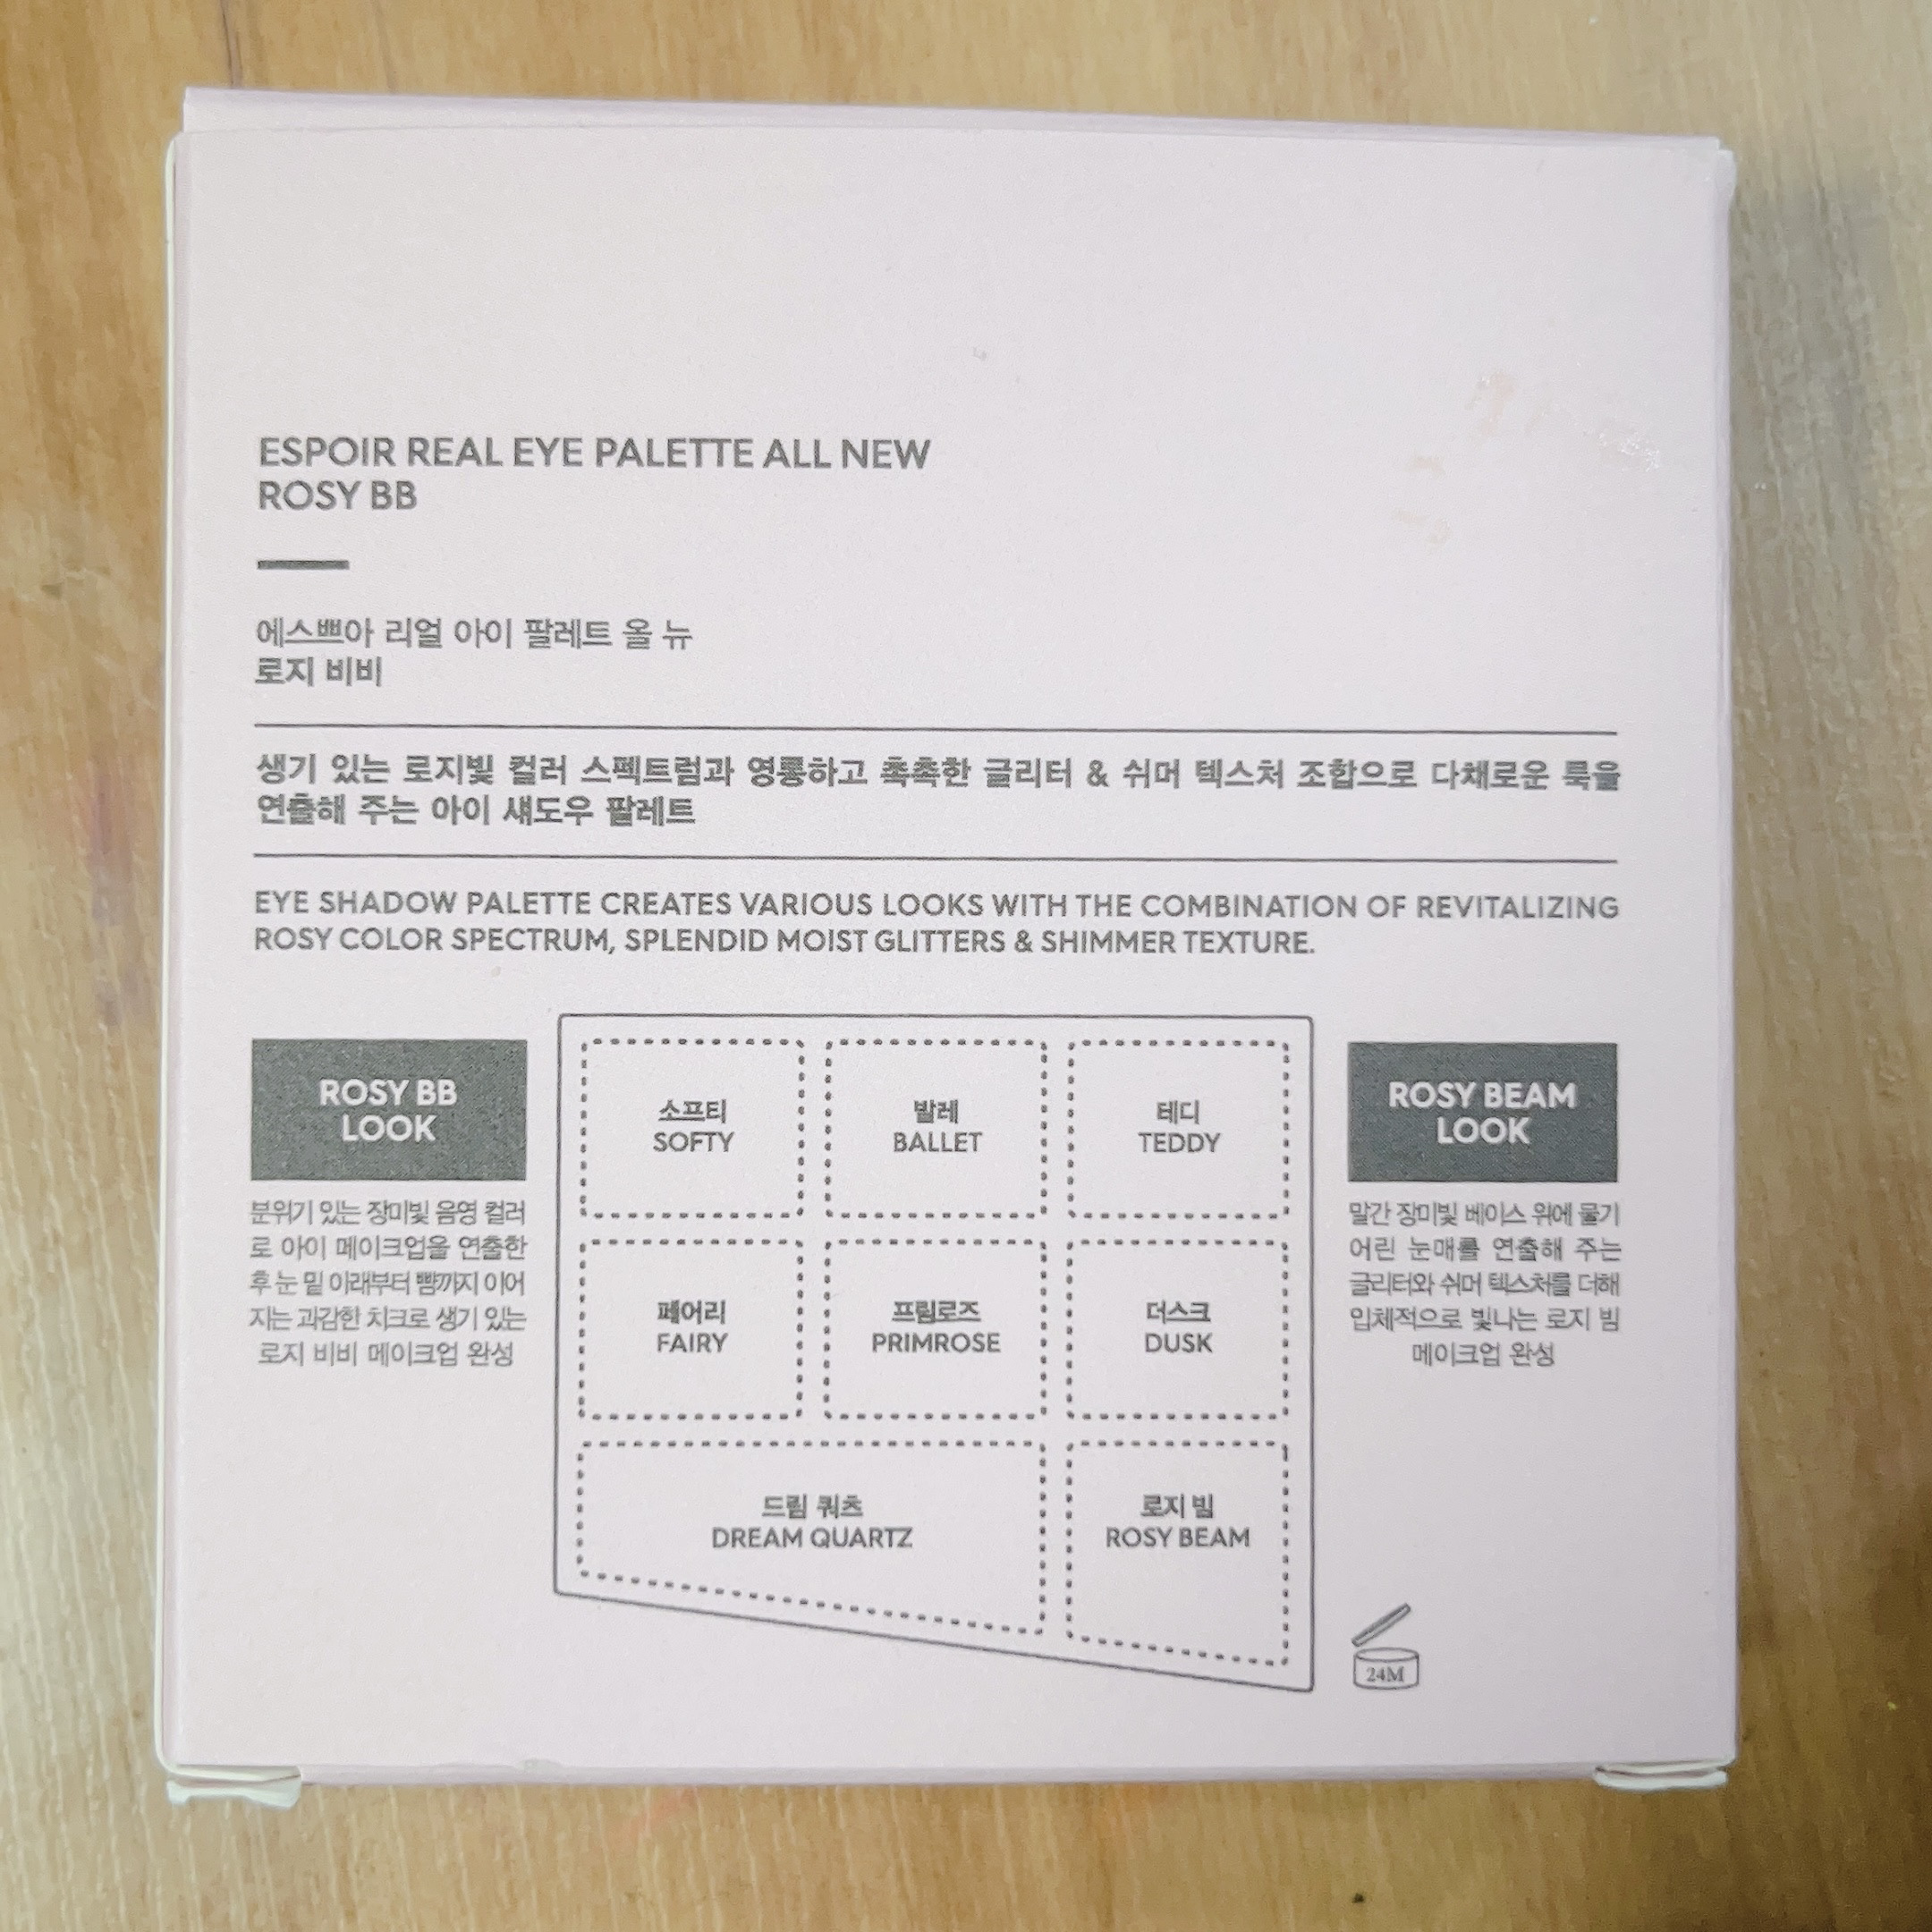 ESPOIR REAL EYE PALETTE ALL NEW
ROSY BB
에스쁘아 리얼 아이 팔레트 올 뉴
로지 비비
생기 있는 로지빛 컬러 스펙트럼과 영롱하고 촉촉한 글리터 & 쉬머 텍스처 조합으로 다채로운 룩을
연출해 주는 아이 섀도우 팔레트
EYE SHADOW PALETTE CREATES VARIOUS LOOKS WITH THE COMBINATION OF REVITALIZING
ROSY COLOR SPECTRUM, SPLENDID MOIST GLITTERS & SHIMMER TEXTURE.
ROSY BB
LOOK
분위기 있는 장미빛 음영 컬러
로 아이 메이크업을 연출한
후 눈 밑 아래부터 뺨까지 이어
지는 과감한 치크로 생기 있는
로지 비비 메이크업 완성
소프티
SOFTY
발레
BALLET
테디
TEDDY
페어리
FAIRY
프림로즈
PRIMROSE
더스크
DUSK
드림 쿼츠
DREAM QUARTZ
로지 빔
ROSY BEAM
ROSY BEAM
LOOK
말간 장미빛 베이스 위에 물기
어린 눈매를 연출해 주는
글리터와 쉬머 텍스처를 더해
입체적으로 빛나는 로지 빔
메이크업 완성
24M